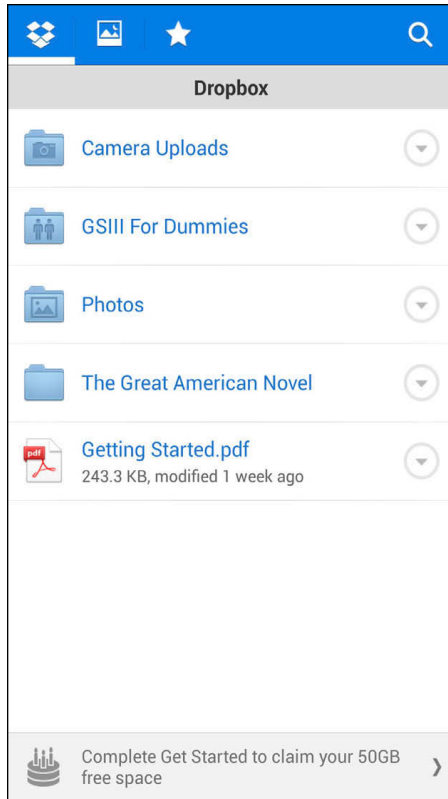 Dropbox
Camera Uploads
GSIII For Dummies
Photos
The Great American Novel
pdf
Getting Started.pdf
243.3 KB, modified 1 week ago
Complete Get Started to claim your 50GB
free space